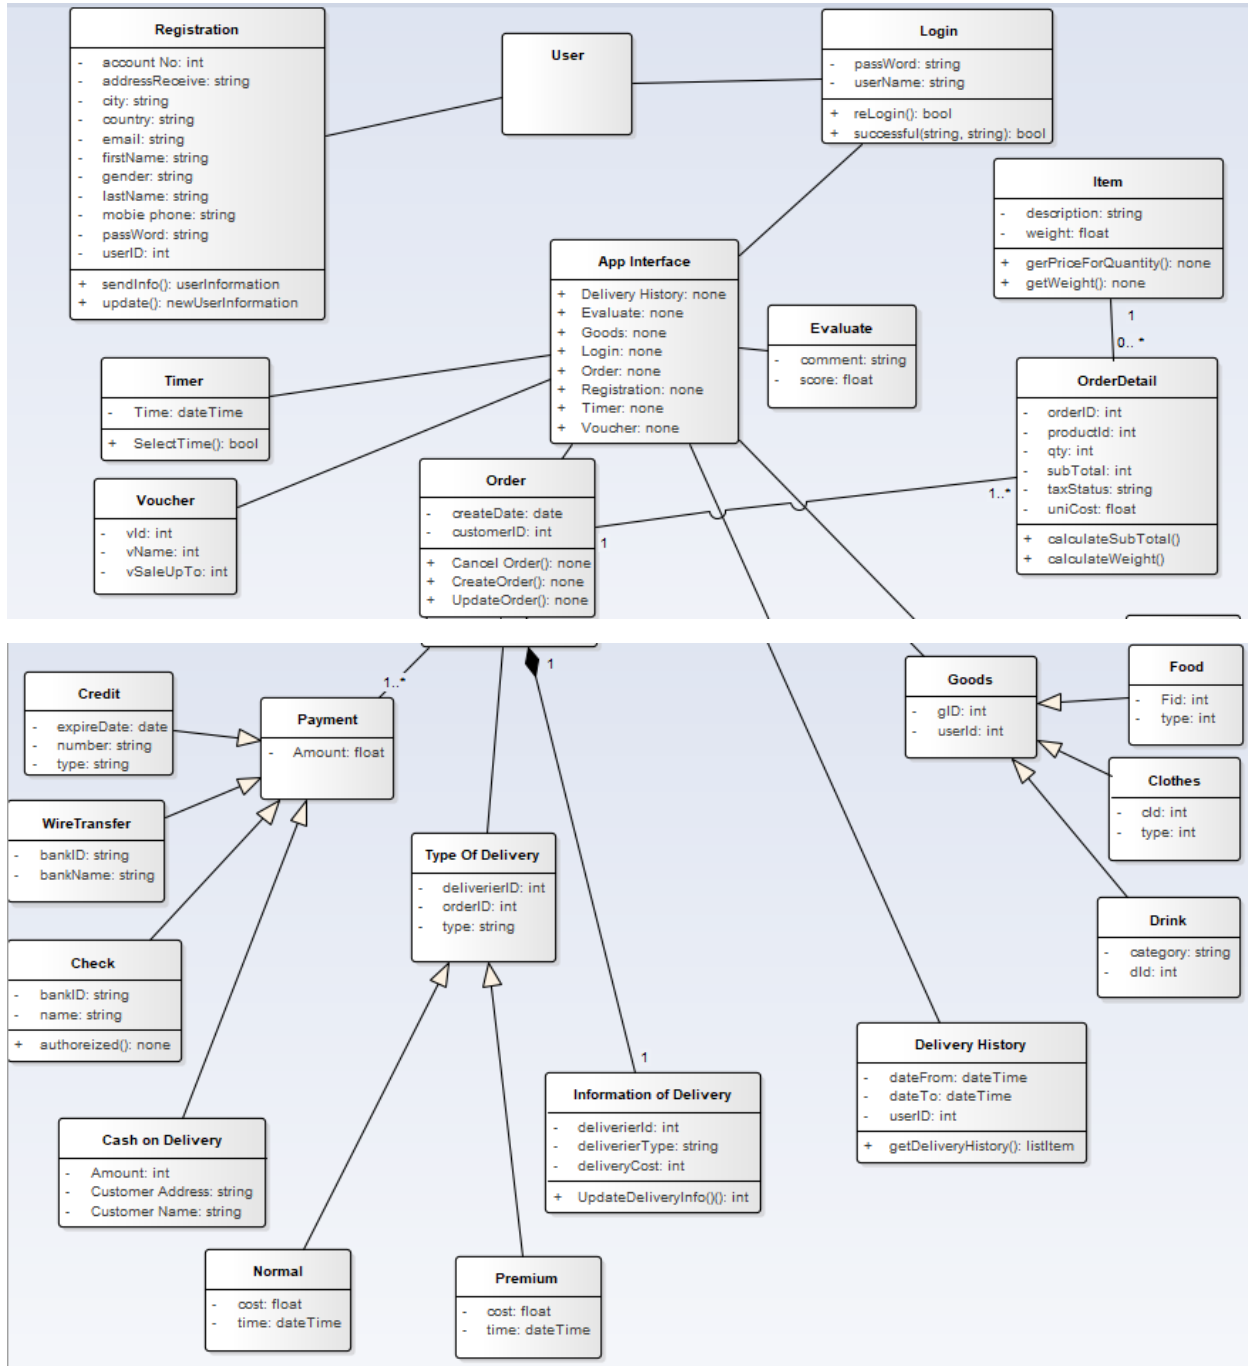 Registration
- account No: int
- addressReceive: string
- city: string
- country: string
- email: string
- firstName: string
- gender: string
- lastName: string
- mobie phone: string
- passWord: string
- userID: int
+ sendInfo(): userInformation
+ update(): newUserInformation
User
Login
- passWord: string
- userName: string
+ reLogin(): bool
+ successful(string, string): bool
Item
- description: string
- weight: float
+ gerPriceForQuantity(): none
+ getWeight(): none
1
0.. *
App Interface
+ Delivery History: none
+ Evaluate: none
+ Goods: none
+ Login: none
+ Order: none
+ Registration: none
+ Timer: none
+ Voucher: none
Evaluate
- comment: string
- score: float
Timer
- Time: dateTime
+ SelectTime(): bool
OrderDetail
- orderID: int
- productId: int
- qty: int
- subTotal: int
- taxStatus: string
- uniCost: float
+ calculateSubTotal()
+ calculateWeight()
Voucher
- vId: int
- vName: int
- vSaleUpTo: int
Order
- createDate: date
- customerID: int
+ Cancel Order(): none
+ CreateOrder(): none
+ UpdateOrder(): none
1
1..*
1..*
1
Credit
- expireDate: date
- number: string
- type: string
Payment
- Amount: float
Goods
- gID: int
- userId: int
Food
- Fid: int
- type: int
Clothes
- cId: int
- type: int
WireTransfer
- bankID: string
- bankName: string
Type Of Delivery
- deliverierID: int
- orderID: int
- type: string
Drink
- category: string
- dId: int
Check
- bankID: string
- name: string
+ authoreized(): none
1
Delivery History
- dateFrom: dateTime
- dateTo: dateTime
- userID: int
+ getDeliveryHistory(): listItem
Information of Delivery
- deliverierId: int
- deliverierType: string
- deliveryCost: int
+ UpdateDeliveryInfo()(): int
Cash on Delivery
- Amount: int
- Customer Address: string
- Customer Name: string
Normal
- cost: float
- time: dateTime
Premium
- cost: float
- time: dateTime